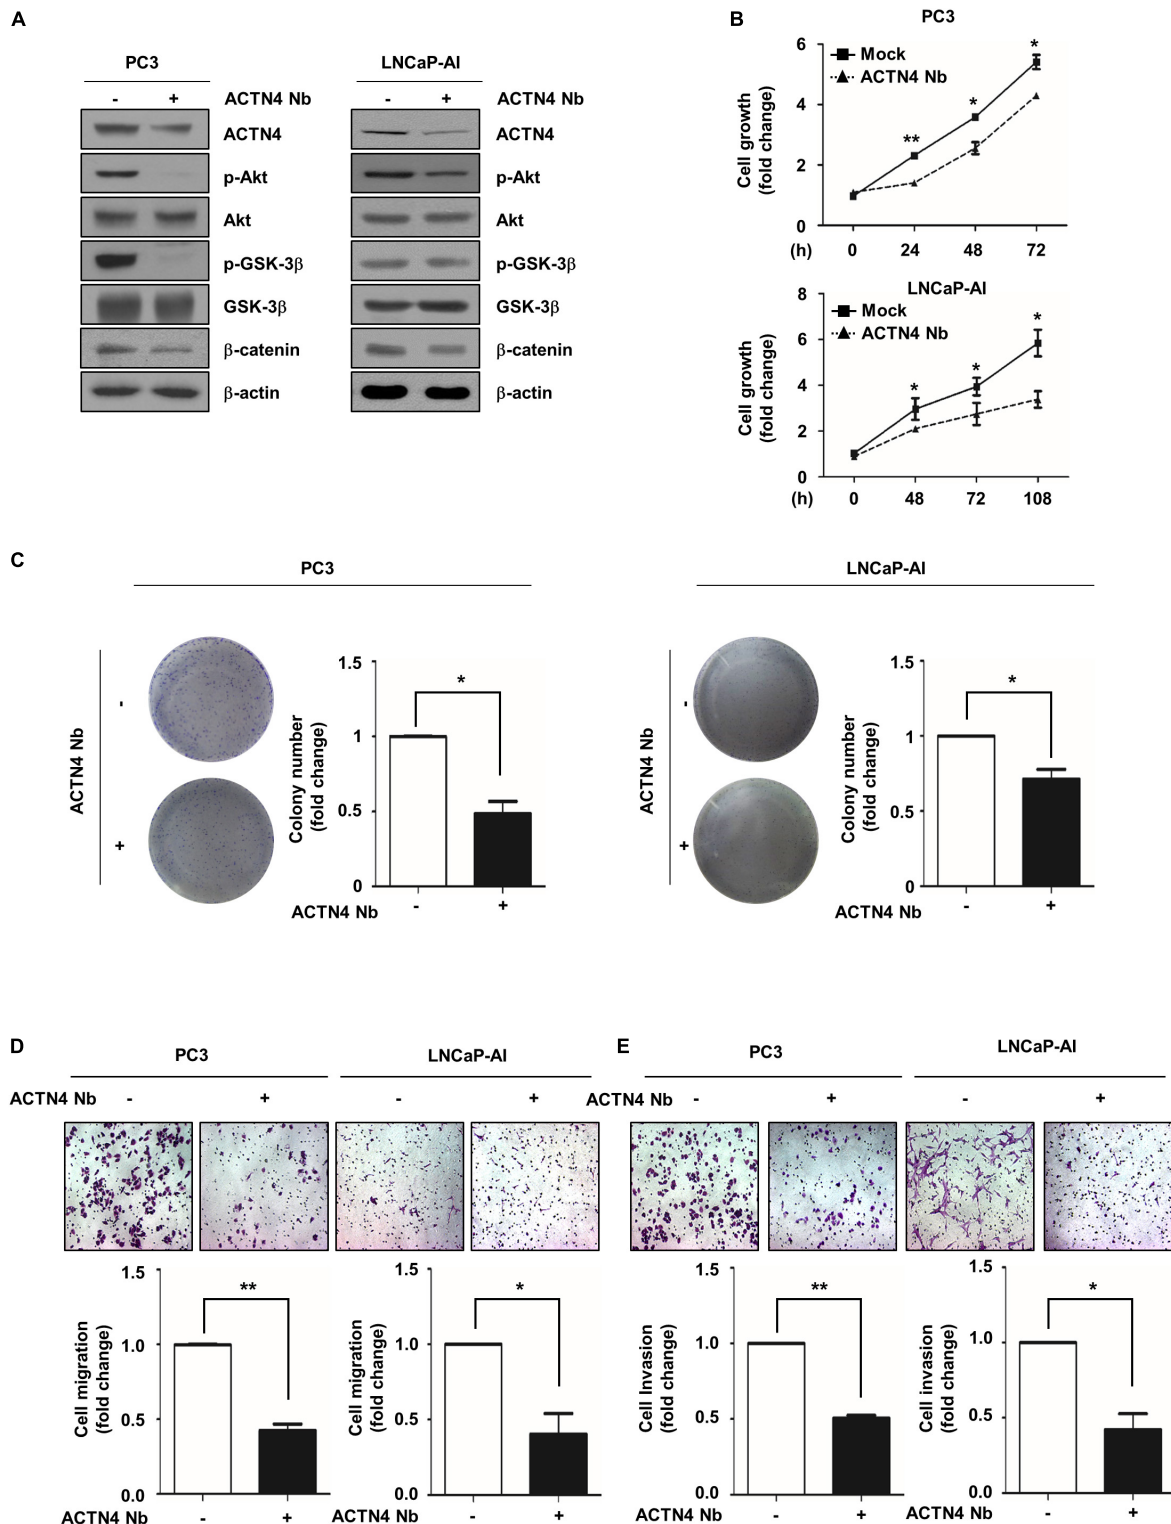 A
PC3
- + ACTN4 Nb
ACTN4
p-Akt
Akt
p-GSK-3β
GSK-3β
β-catenin
β-actin
LNCaP-AI
- + ACTN4 Nb
ACTN4
p-Akt
Akt
p-GSK-3β
GSK-3β
β-catenin
β-actin
B
PC3
Mock
ACTN4 Nb
Cell growth
(fold change)
6
4
2
0
** * *
(h) 0 24 48 72
LNCaP-AI
Mock
ACTN4 Nb
Cell growth
(fold change)
8
6
4
2
0
* * *
(h) 0 48 72 108
C
PC3
ACTN4 Nb
-
+
Colony number
(fold change)
1.5
1
0.5
0
*
ACTN4 Nb - +
LNCaP-AI
ACTN4 Nb
-
+
Colony number
(fold change)
1.5
1
0.5
0
*
ACTN4 Nb - +
D
PC3
LNCaP-AI
ACTN4 Nb - + - +
Cell migration
(fold change)
1.5
1.0
0.5
0.0
**
ACTN4 Nb - +
Cell migration
(fold change)
1.5
1.0
0.5
0.0
*
ACTN4 Nb - +
E
PC3
LNCaP-AI
ACTN4 Nb - + - +
Cell Invasion
(fold change)
1.5
1.0
0.5
0.0
**
ACTN4 Nb - +
Cell invasion
(fold change)
1.5
1.0
0.5
0.0
*
ACTN4 Nb - +